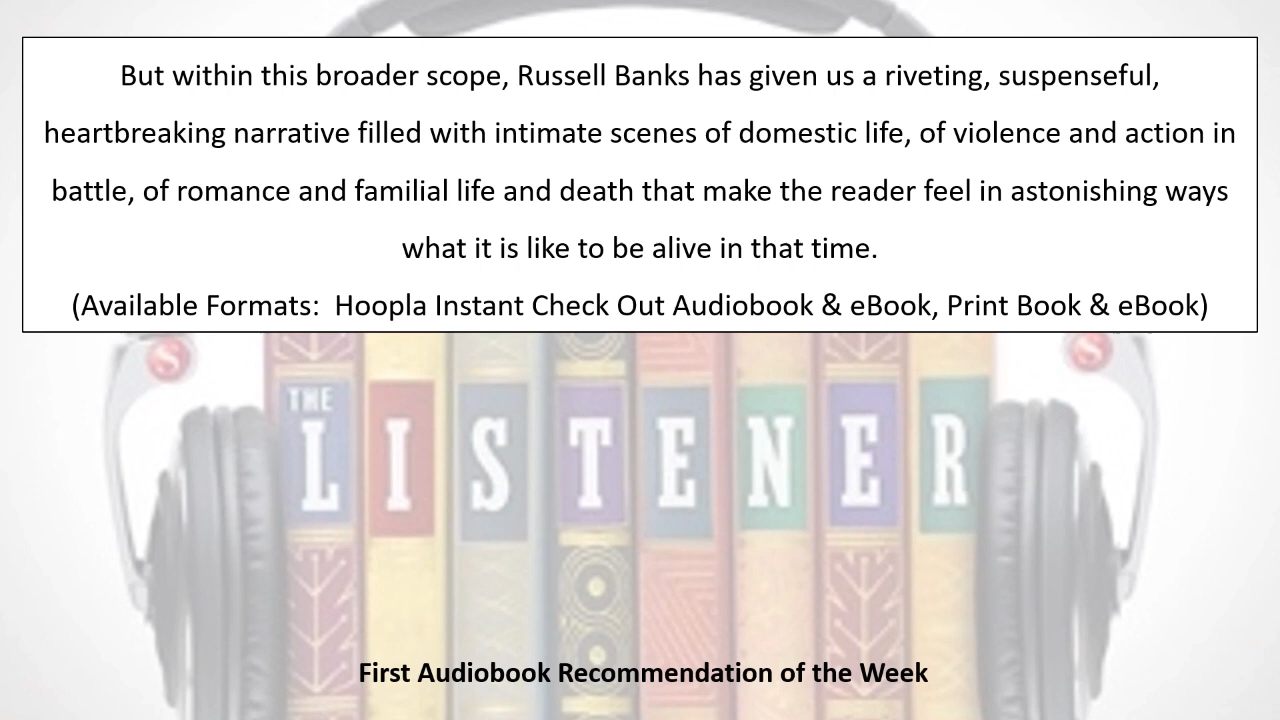 But within this broader scope, Russell Banks has given us a riveting, suspenseful,
heartbreaking narrative filled with intimate scenes of domestic life, of violence and action in
battle, of romance and familial life and death that make the reader feel in astonishing ways
what it is like to be alive in that time.
(Available Formats:  Hoopla Instant Check Out Audiobook & eBook, Print Book & eBook)
S S
THE
LISTENER
First Audiobook Recommendation of the Week